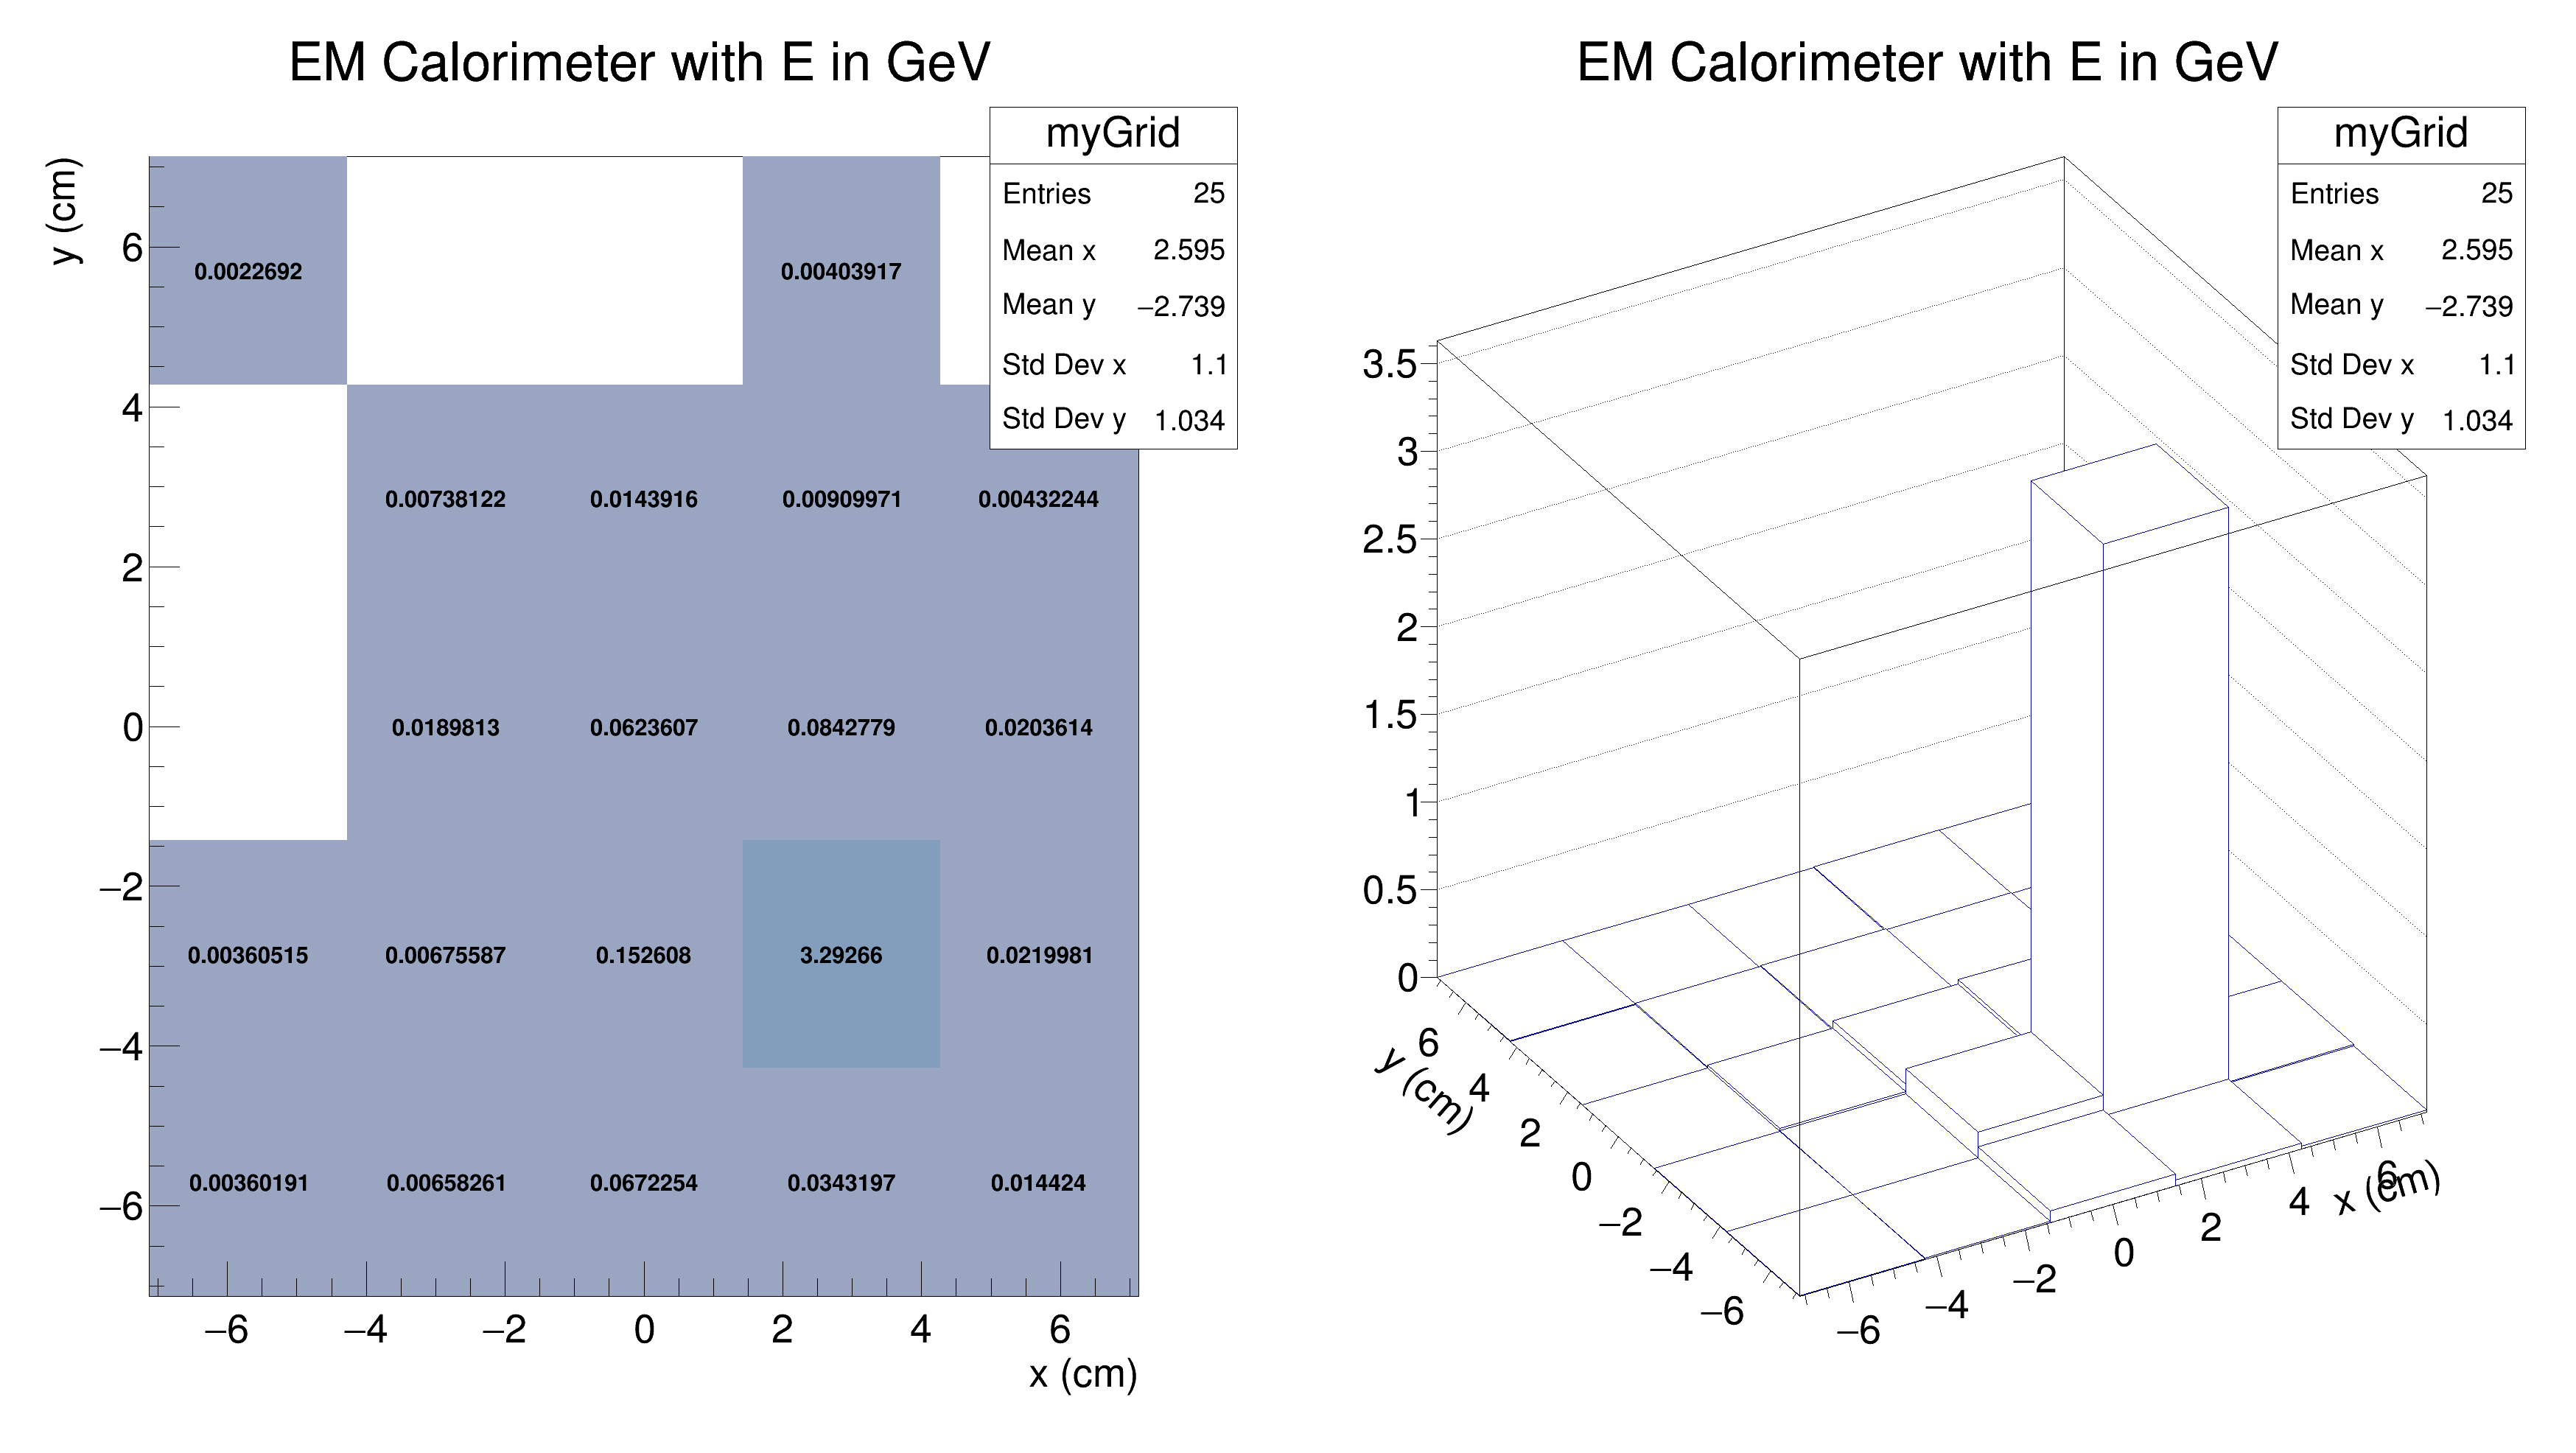 EM Calorimeter with E in GeV
myGrid
Entries 25
Mean x 2.595
Mean y −2.739
Std Dev x 1.1
Std Dev y 1.034
y (cm)
6
4
2
0
−2
−4
−6
0.0022692 0.00403917
0.00738122 0.0143916 0.00909971 0.00432244
0.0189813 0.0623607 0.0842779 0.0203614
0.00360515 0.00675587 0.152608 3.29266 0.0219981
0.00360191 0.00658261 0.0672254 0.0343197 0.014424
−6 −4 −2 0 2 4 6
x (cm)
EM Calorimeter with E in GeV
myGrid
Entries 25
Mean x 2.595
Mean y −2.739
Std Dev x 1.1
Std Dev y 1.034
3.5
3
2.5
2
1.5
1
0.5
0
6
4
2
0
−2
−4
−6
y (cm)
−6 −4 −2 0 2 4 6
x (cm)